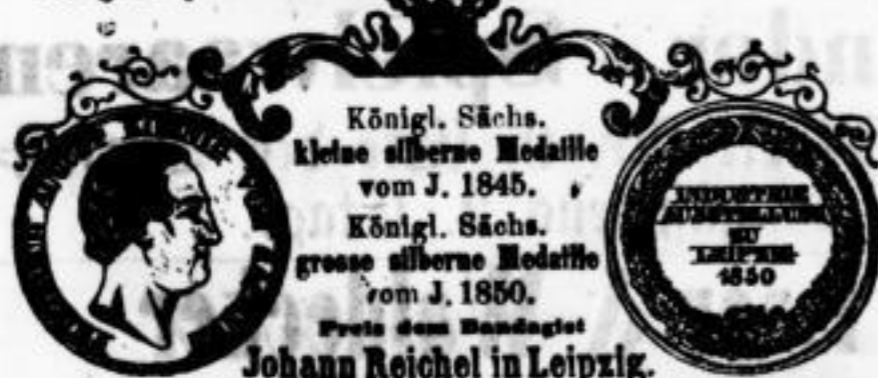 Königl. Sächs.
kleine silberne Medaille
vom J. 1845.
Königl. Sächs.
grosse silberne Medaille
vom J. 1850.
Preis dem Bandagist
Johann Reichel in Leipzig.
INDUSTRIE
AUSSTELLUNG
ZU
LEIPZIG
1850